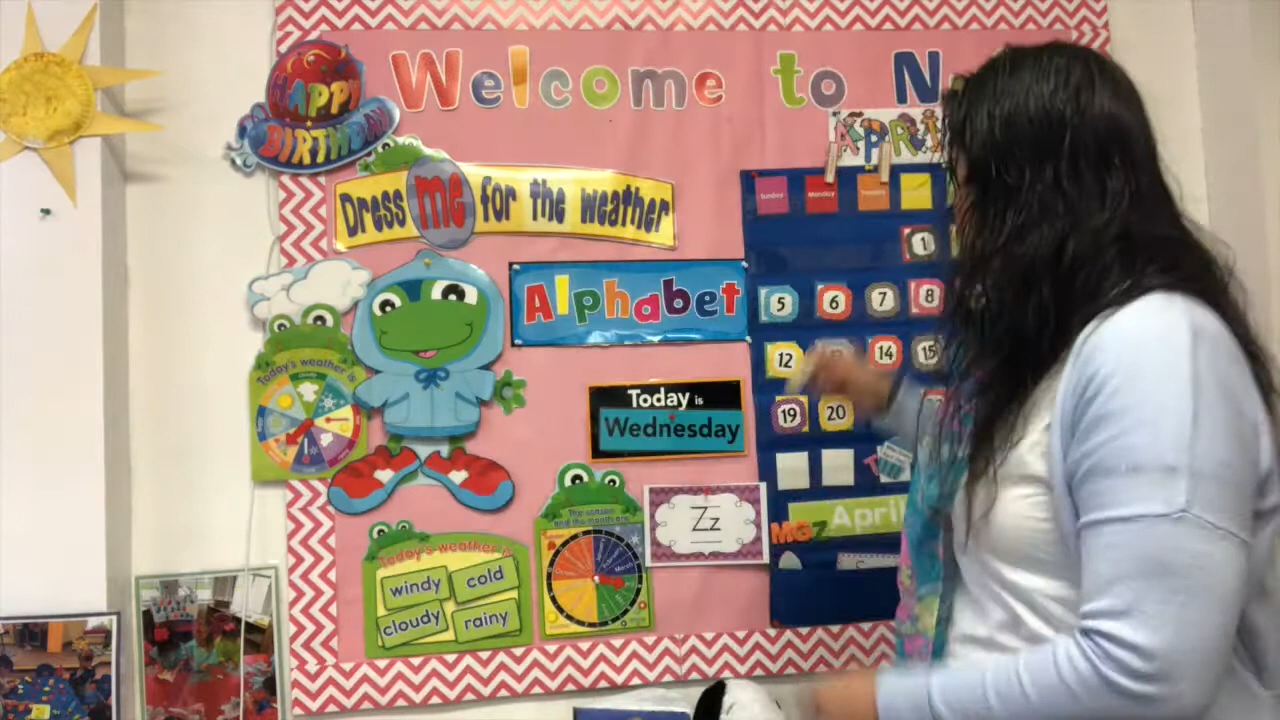 HAPPY
BIRTHDAY
Welcome to N
APRI
Dress me for the weather
Sunday Monday Tuesday
1
Alphabet
5 6 7 8
Today's weather is
12 14 15
Today is
Wednesday
19 20
The season
and the month are
Zz
April
MGZ
Today's weather is
windy cold
cloudy rainy